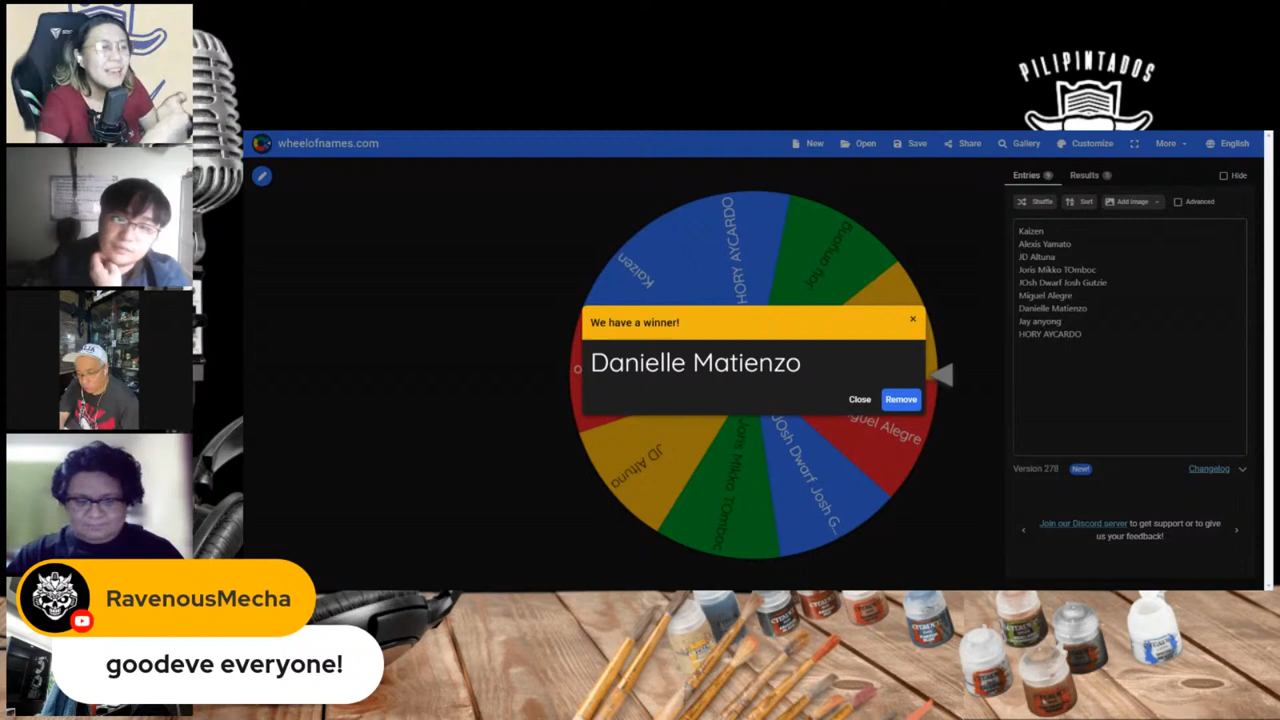 PILIPINTADOS
wheelofnames.com
New
Open
Save
Share
Gallery
Customize
More
English
Entries 9
Results
Hide
Shuffle
Sort
Add image
Advanced
Kaizen
Alexis Yamato
JD Altuna
Joris Mikko TOmboc
JOsh Dwarf Josh Gutzie
Miguel Alegre
Danielle Matienzo
Jay anyong
HORY AYCARDO
Kaizen
HORY AYCARDO
Jay anyong
We have a winner!
Danielle Matienzo
Close
Remove
JD Altuna
Joris Mikko TOmboc
JOsh Dwarf Josh G...
Miguel Alegre
Version 278
New!
Changelog
Join our Discord server to get support or to give
us your feedback!
RavenousMecha
goodeve everyone!